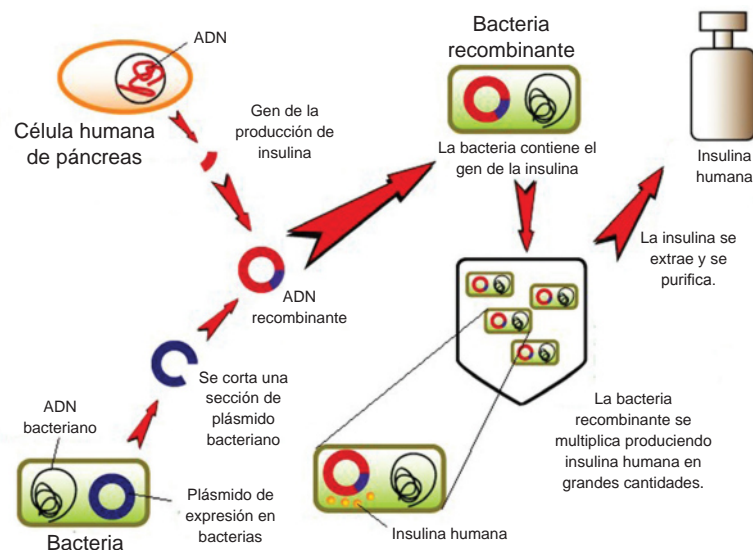 ADN
Célula humana
de páncreas
Gen de la
producción de
insulina
Bacteria
recombinante
La bacteria contiene el
gen de la insulina
Insulina
humana
La insulina se
extrae y se
purifica.
ADN
recombinante
Se corta una
sección de
plásmido
bacteriano
ADN
bacteriano
Plásmido de
expresión en
bacterias
Bacteria
La bacteria
recombinante se
multiplica produciendo
insulina humana en
grandes cantidades.
Insulina humana